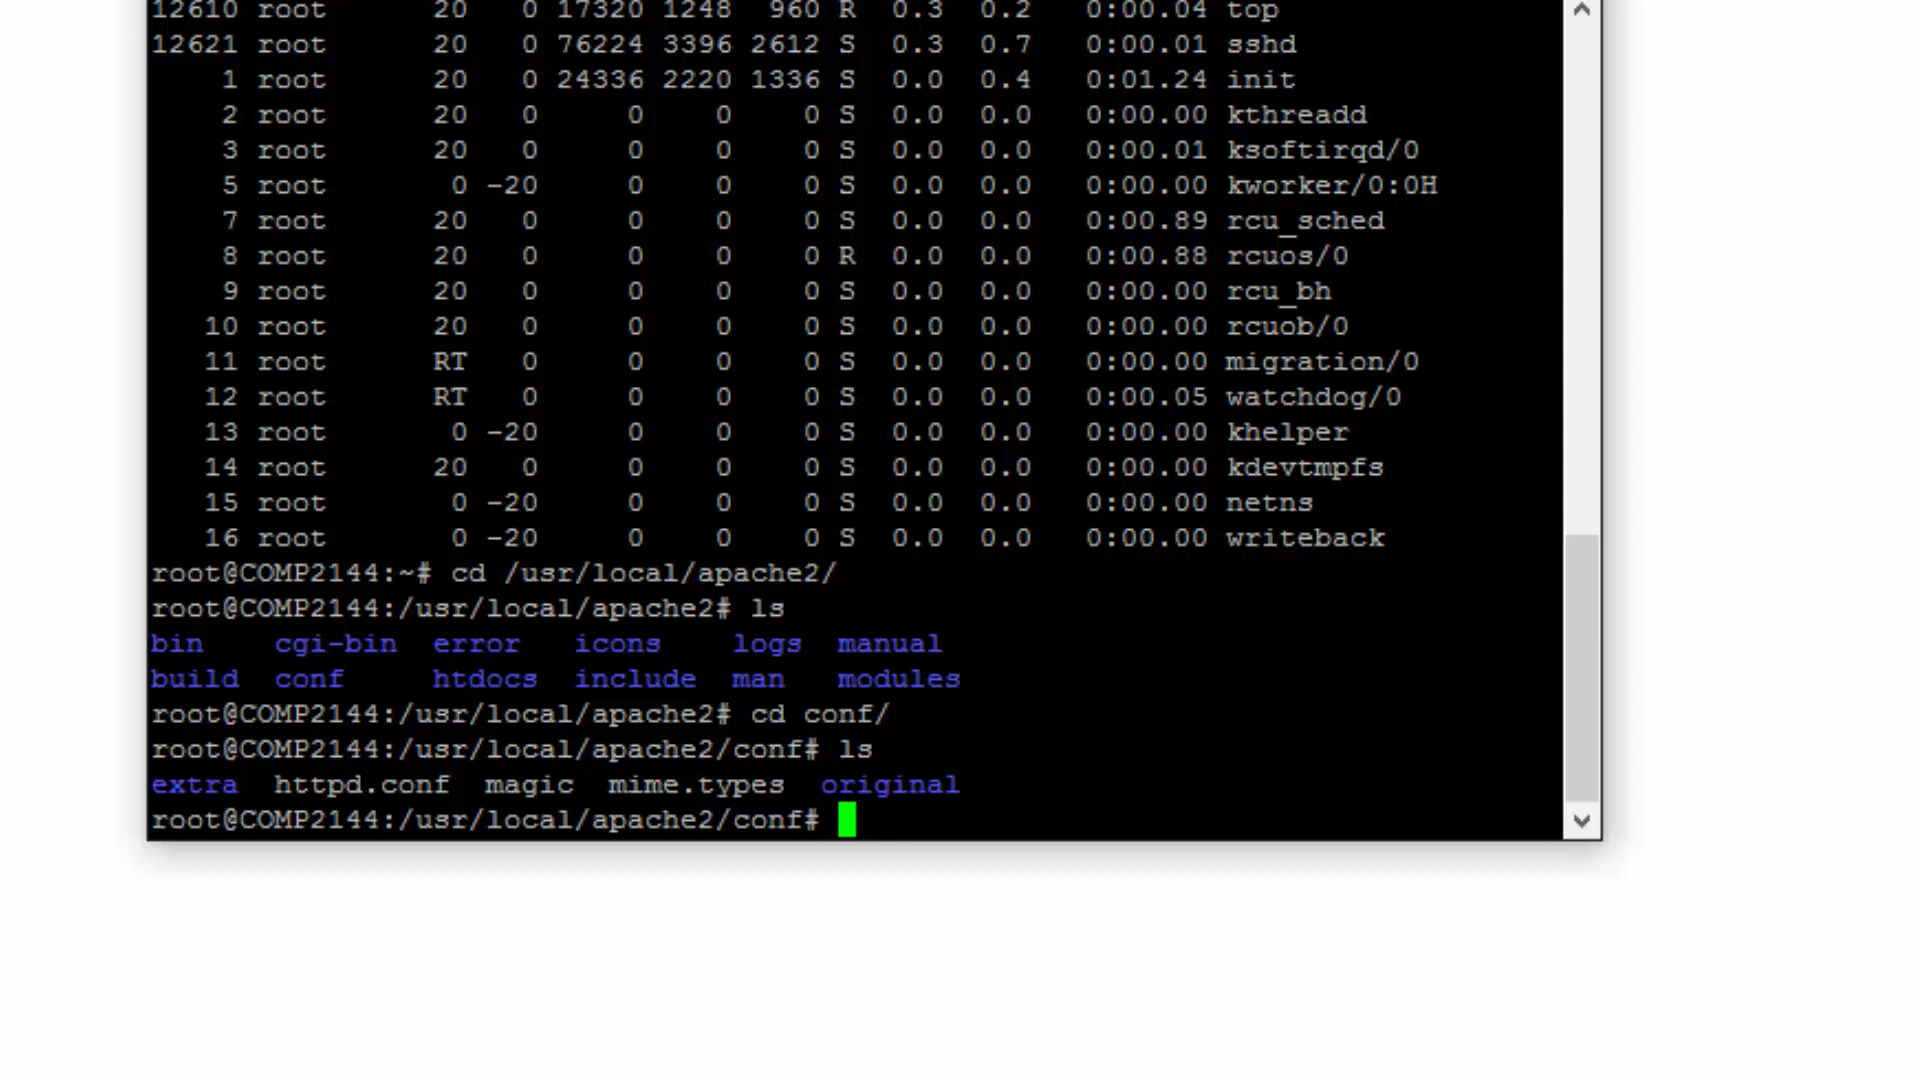 12610 root 20 0 17320 1248 960 R 0.3 0.2 0:00.04 top
12621 root 20 0 76224 3396 2612 S 0.3 0.7 0:00.01 sshd
1 root 20 0 24336 2220 1336 S 0.0 0.4 0:01.24 init
2 root 20 0 0 0 0 S 0.0 0.0 0:00.00 kthreadd
3 root 20 0 0 0 0 S 0.0 0.0 0:00.01 ksoftirqd/0
5 root 0 -20 0 0 0 S 0.0 0.0 0:00.00 kworker/0:0H
7 root 20 0 0 0 0 S 0.0 0.0 0:00.89 rcu_sched
8 root 20 0 0 0 0 R 0.0 0.0 0:00.88 rcuos/0
9 root 20 0 0 0 0 S 0.0 0.0 0:00.00 rcu_bh
10 root 20 0 0 0 0 S 0.0 0.0 0:00.00 rcuob/0
11 root RT 0 0 0 0 S 0.0 0.0 0:00.00 migration/0
12 root RT 0 0 0 0 S 0.0 0.0 0:00.05 watchdog/0
13 root 0 -20 0 0 0 S 0.0 0.0 0:00.00 khelper
14 root 20 0 0 0 0 S 0.0 0.0 0:00.00 kdevtmpfs
15 root 0 -20 0 0 0 S 0.0 0.0 0:00.00 netns
16 root 0 -20 0 0 0 S 0.0 0.0 0:00.00 writeback
root@COMP2144:~# cd /usr/local/apache2/
root@COMP2144:/usr/local/apache2# ls
bin cgi-bin error icons logs manual
build conf htdocs include man modules
root@COMP2144:/usr/local/apache2# cd conf/
root@COMP2144:/usr/local/apache2/conf# ls
extra httpd.conf magic mime.types original
root@COMP2144:/usr/local/apache2/conf#